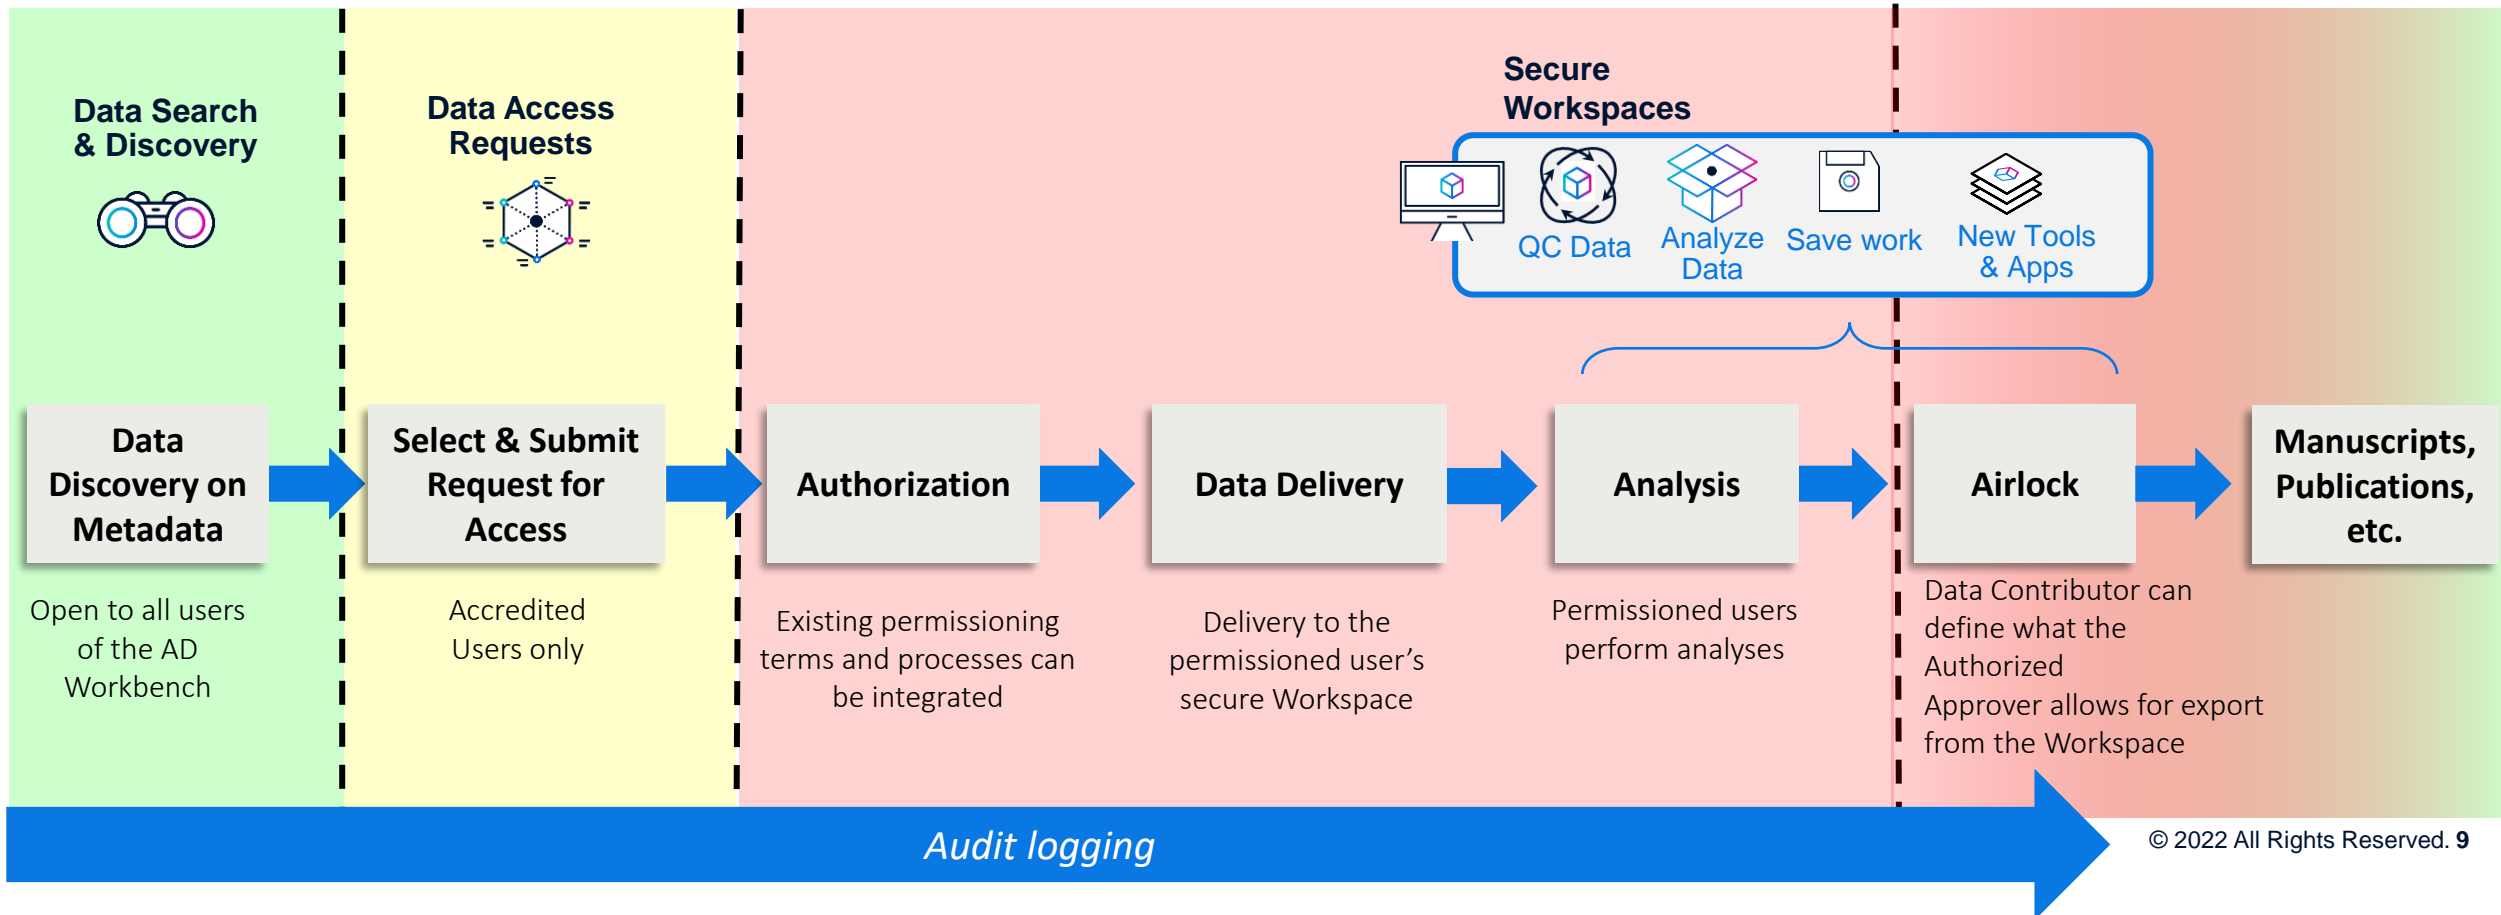 Data Search
& Discovery
Data Access
Requests
Secure
Workspaces
QC Data
Analyze
Data
Save work
New Tools
& Apps
Data
Discovery on
Metadata
Select & Submit
Request for
Access
Authorization
Data Delivery
Analysis
Airlock
Manuscripts,
Publications,
etc.
Open to all users
of the AD
Workbench
Accredited
Users only
Existing permissioning
terms and processes can
be integrated
Delivery to the
permissioned user’s
secure Workspace
Permissioned users
perform analyses
Data Contributor can
define what the
Authorized
Approver allows for export
from the Workspace
Audit logging
© 2022 All Rights Reserved. 9